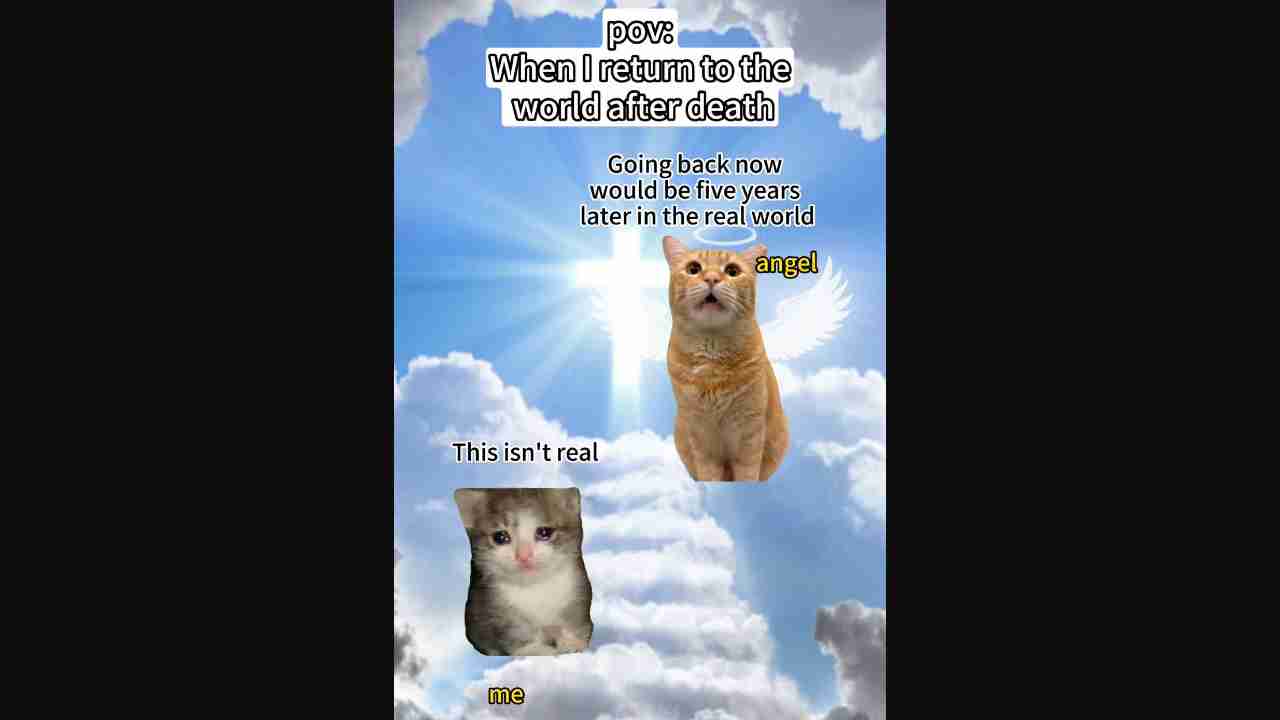 pov:
When I return to the
world after death
Going back now
would be five years
later in the real world
angel
This isn't real
me